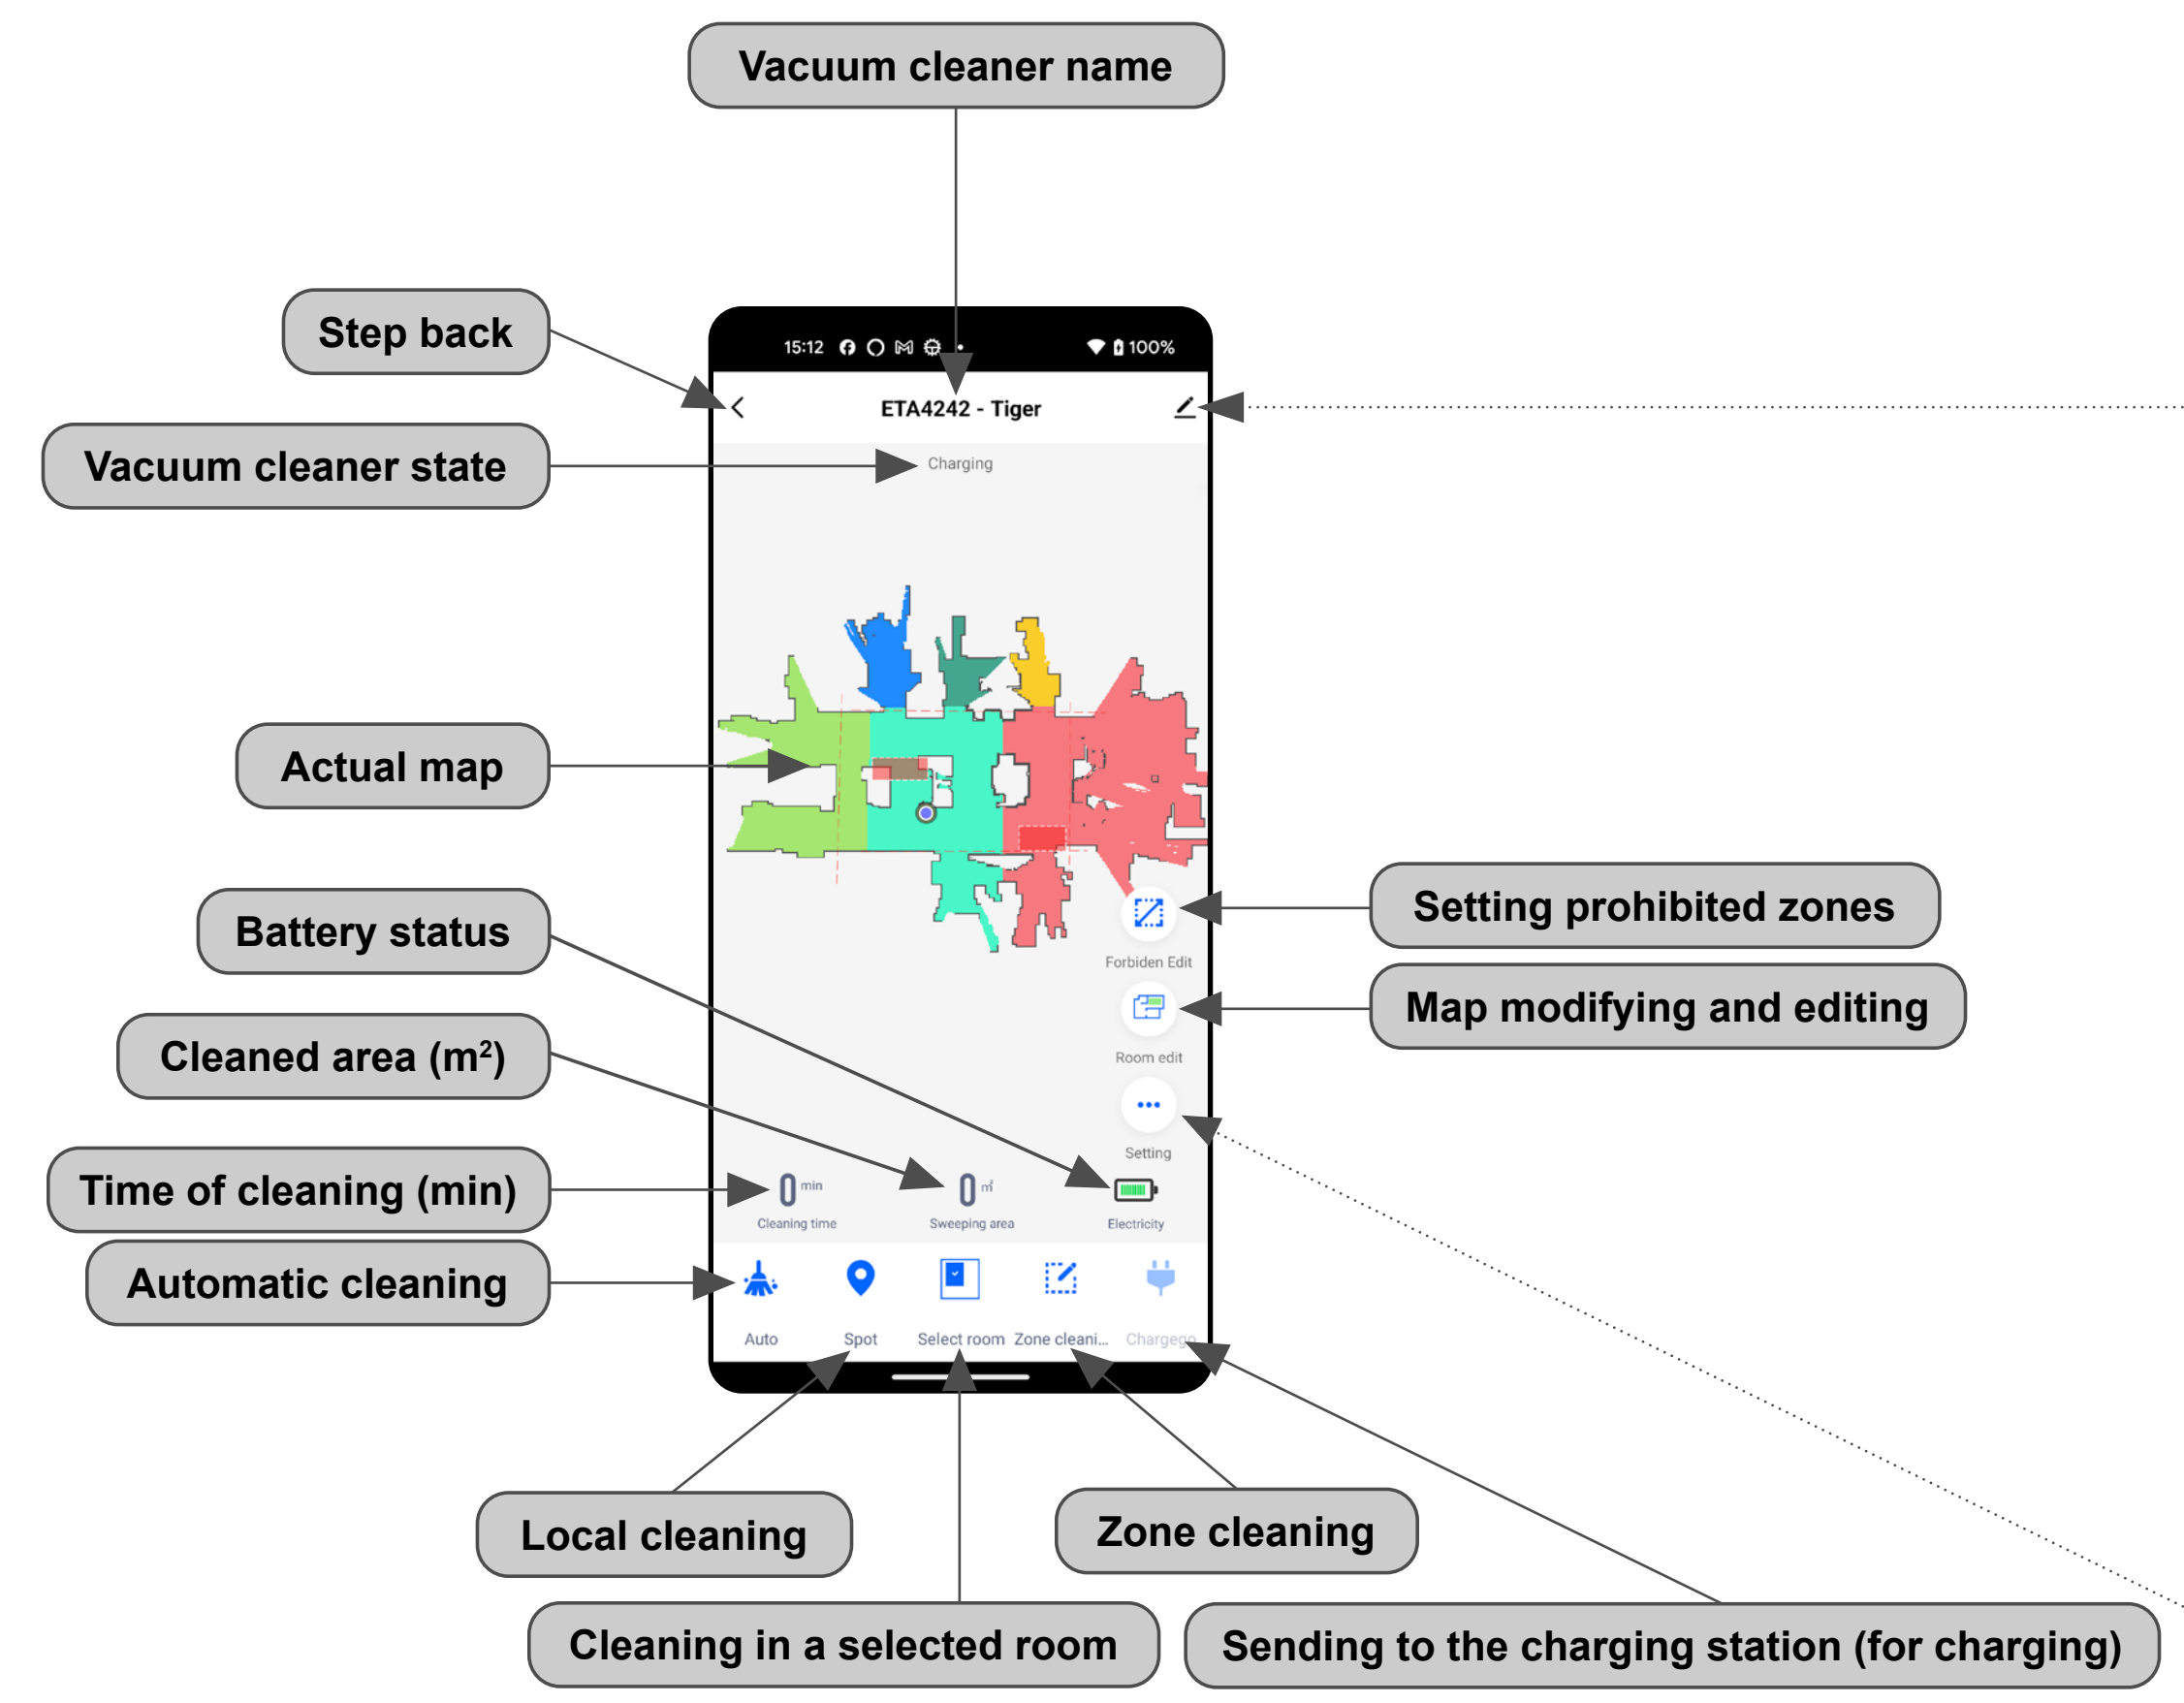 Vacuum cleaner name
Step back
15:12
100%
ETA4242 - Tiger
Vacuum cleaner state
Charging
Actual map
Battery status
Setting prohibited zones
Forbiden Edit
Map modifying and editing
Cleaned area (m²)
Room edit
Setting
Time of cleaning (min)
0 min
0 ㎡
Cleaning time
Sweeping area
Electricity
Automatic cleaning
Auto
Spot
Select room
Zone cleani...
Chargego
Local cleaning
Zone cleaning
Cleaning in a selected room
Sending to the charging station (for charging)